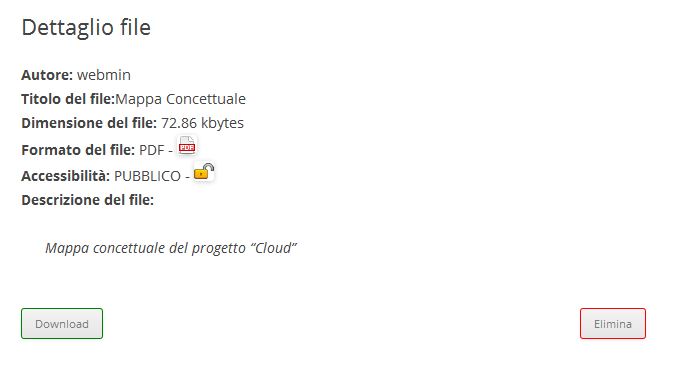 Dettaglio file
Autore: webmin
Titolo del file:Mappa Concettuale
Dimensione del file: 72.86 kbytes
Formato del file: PDF - PDF
Accessibilità: PUBBLICO -
Descrizione del file:
Mappa concettuale del progetto “Cloud”
Download Elimina